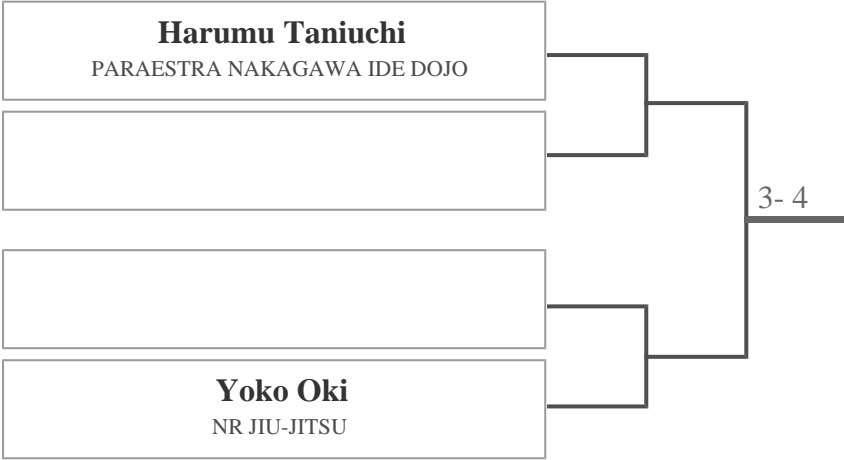 Harumu Taniuchi
PARAESTRA NAKAGAWA IDE DOJO
3- 4
Yoko Oki
NR JIU-JITSU